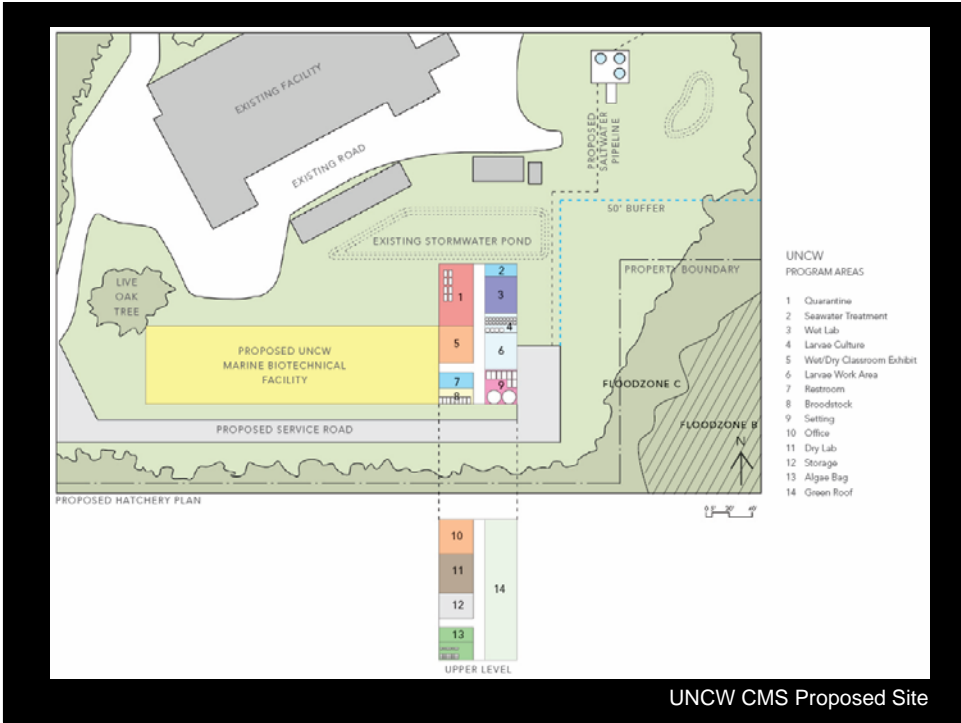 EXISTING FACILITY
EXISTING ROAD
PROPOSED
SALTWATER
PIPELINE
50' BUFFER
EXISTING STORMWATER POND
PROPERTY BOUNDARY
LIVE
OAK
TREE
1
2
3
4
5
6
7
8
9
PROPOSED UNCW
MARINE BIOTECHNICAL
FACILITY
FLOODZONE C
FLOODZONE B
N
PROPOSED SERVICE ROAD
PROPOSED HATCHERY PLAN
10
11
12
13
14
UPPER LEVEL
UNCW
PROGRAM AREAS
1 Quarantine
2 Seawater Treatment
3 Wet Lab
4 Larvae Culture
5 Wet/Dry Classroom Exhibit
6 Larvae Work Area
7 Restroom
8 Broodstock
9 Setting
10 Office
11 Dry Lab
12 Storage
13 Algae Bag
14 Green Roof
UNCW CMS Proposed Site